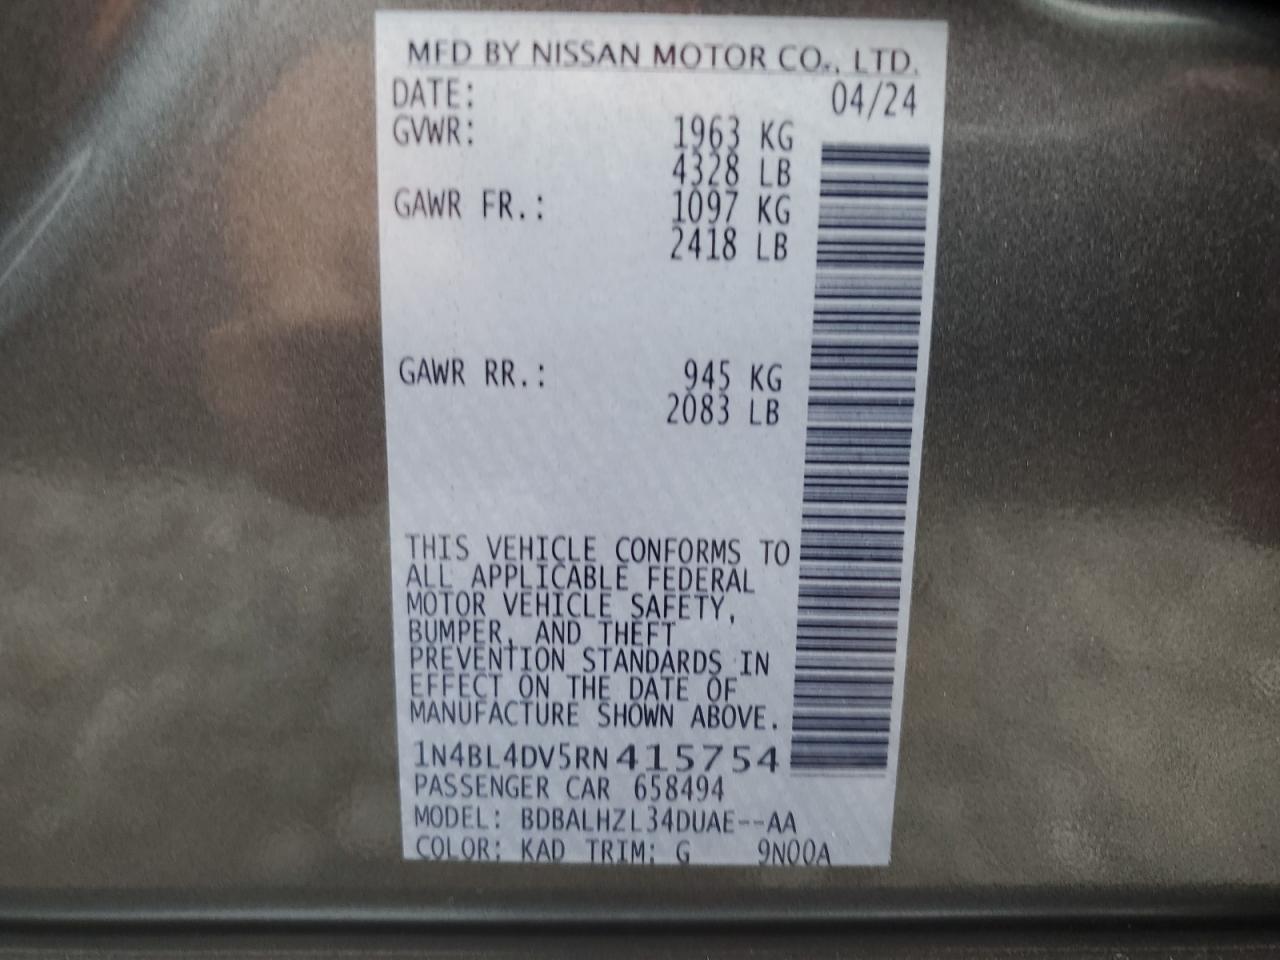 MFD BY NISSAN MOTOR CO., LTD.
DATE: 04/24
GVWR: 1963 KG
4328 LB
GAWR FR.: 1097 KG
2418 LB
GAWR RR.: 945 KG
2083 LB
THIS VEHICLE CONFORMS TO
ALL APPLICABLE FEDERAL
MOTOR VEHICLE SAFETY,
BUMPER, AND THEFT
PREVENTION STANDARDS IN
EFFECT ON THE DATE OF
MANUFACTURE SHOWN ABOVE.
1N4BL4DV5RN415754
PASSENGER CAR 658494
MODEL: BDBALHZL34DUAE--AA
COLOR: KAD TRIM: G 9N00A